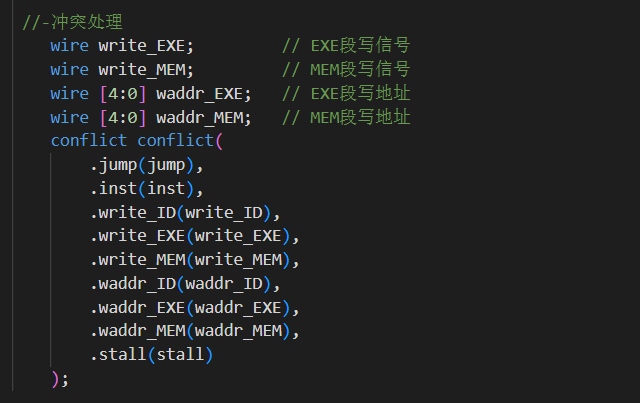 //-冲突处理
wire write_EXE; // EXE段写信号
wire write_MEM; // MEM段写信号
wire [4:0] waddr_EXE; // EXE段写地址
wire [4:0] waddr_MEM; // MEM段写地址
conflict conflict(
.jump(jump),
.inst(inst),
.write_ID(write_ID),
.write_EXE(write_EXE),
.write_MEM(write_MEM),
.waddr_ID(waddr_ID),
.waddr_EXE(waddr_EXE),
.waddr_MEM(waddr_MEM),
.stall(stall)
);